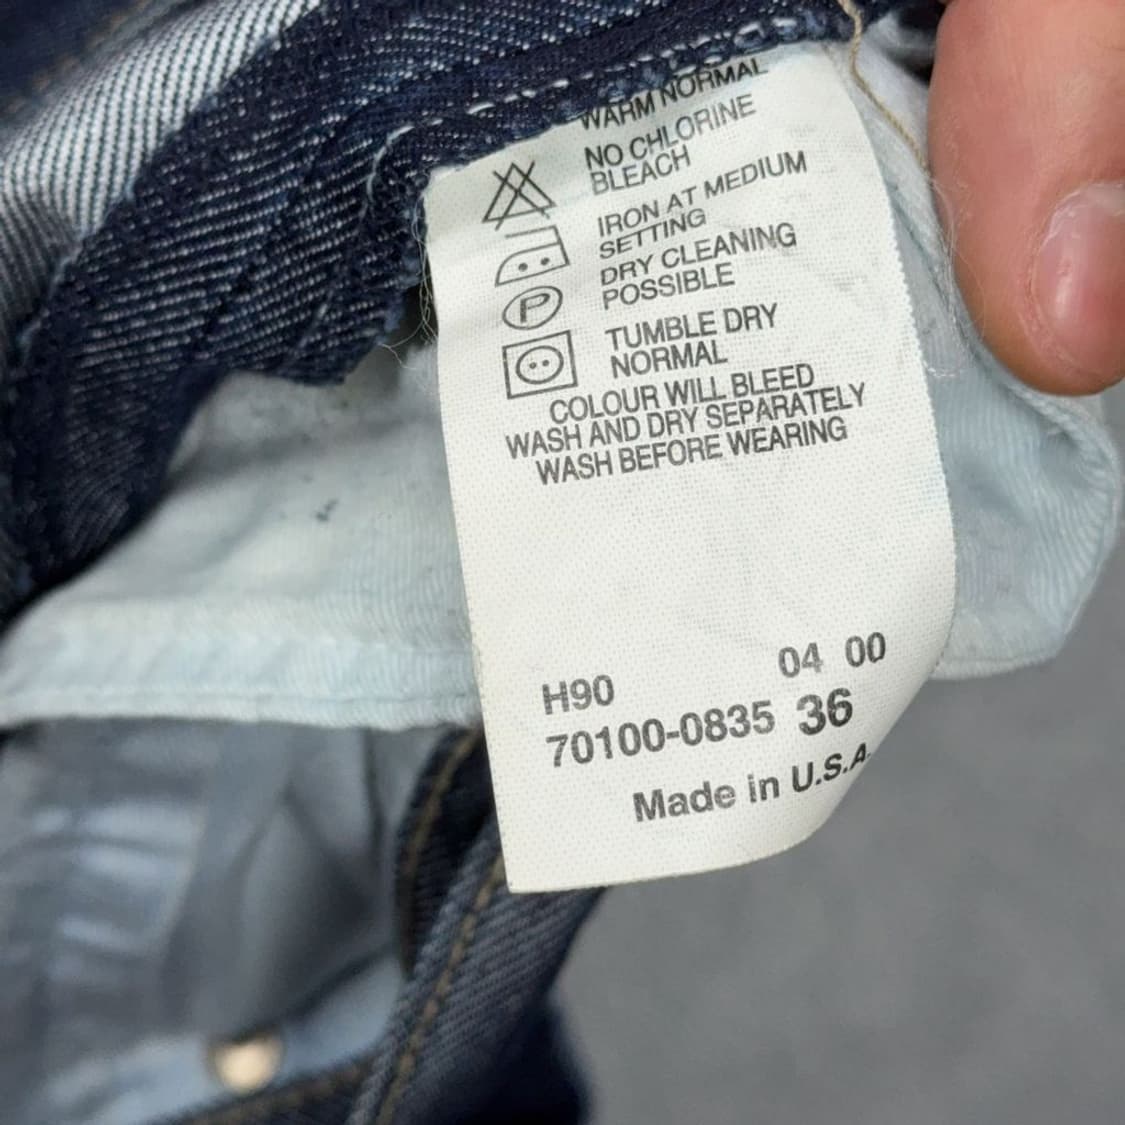 WARM NORMAL
NO CHLORINE
BLEACH
IRON AT MEDIUM
SETTING
DRY CLEANING
POSSIBLE
P
TUMBLE DRY
NORMAL
COLOUR WILL BLEED
WASH AND DRY SEPARATELY
WASH BEFORE WEARING
04 00
H90
70100-0835 36
Made in U.S.A.